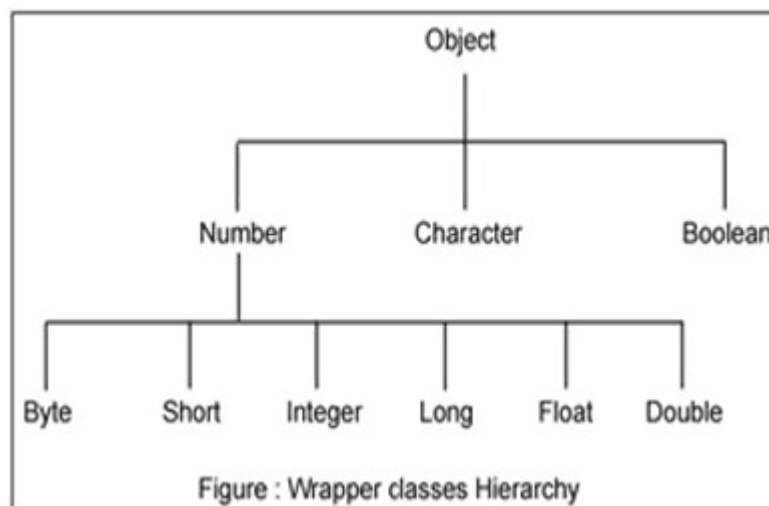 Object
Number Character Boolean
Byte Short Integer Long Float Double
Figure : Wrapper classes Hierarchy